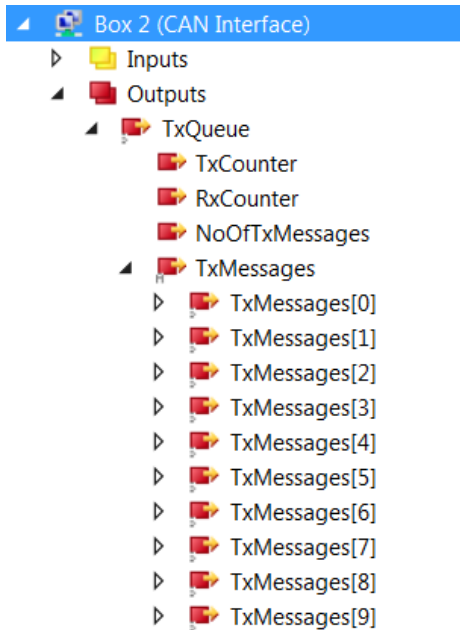 Box 2 (CAN Interface)
Inputs
Outputs
TxQueue
TxCounter
RxCounter
NoOfTxMessages
TxMessages
TxMessages[0]
TxMessages[1]
TxMessages[2]
TxMessages[3]
TxMessages[4]
TxMessages[5]
TxMessages[6]
TxMessages[7]
TxMessages[8]
TxMessages[9]